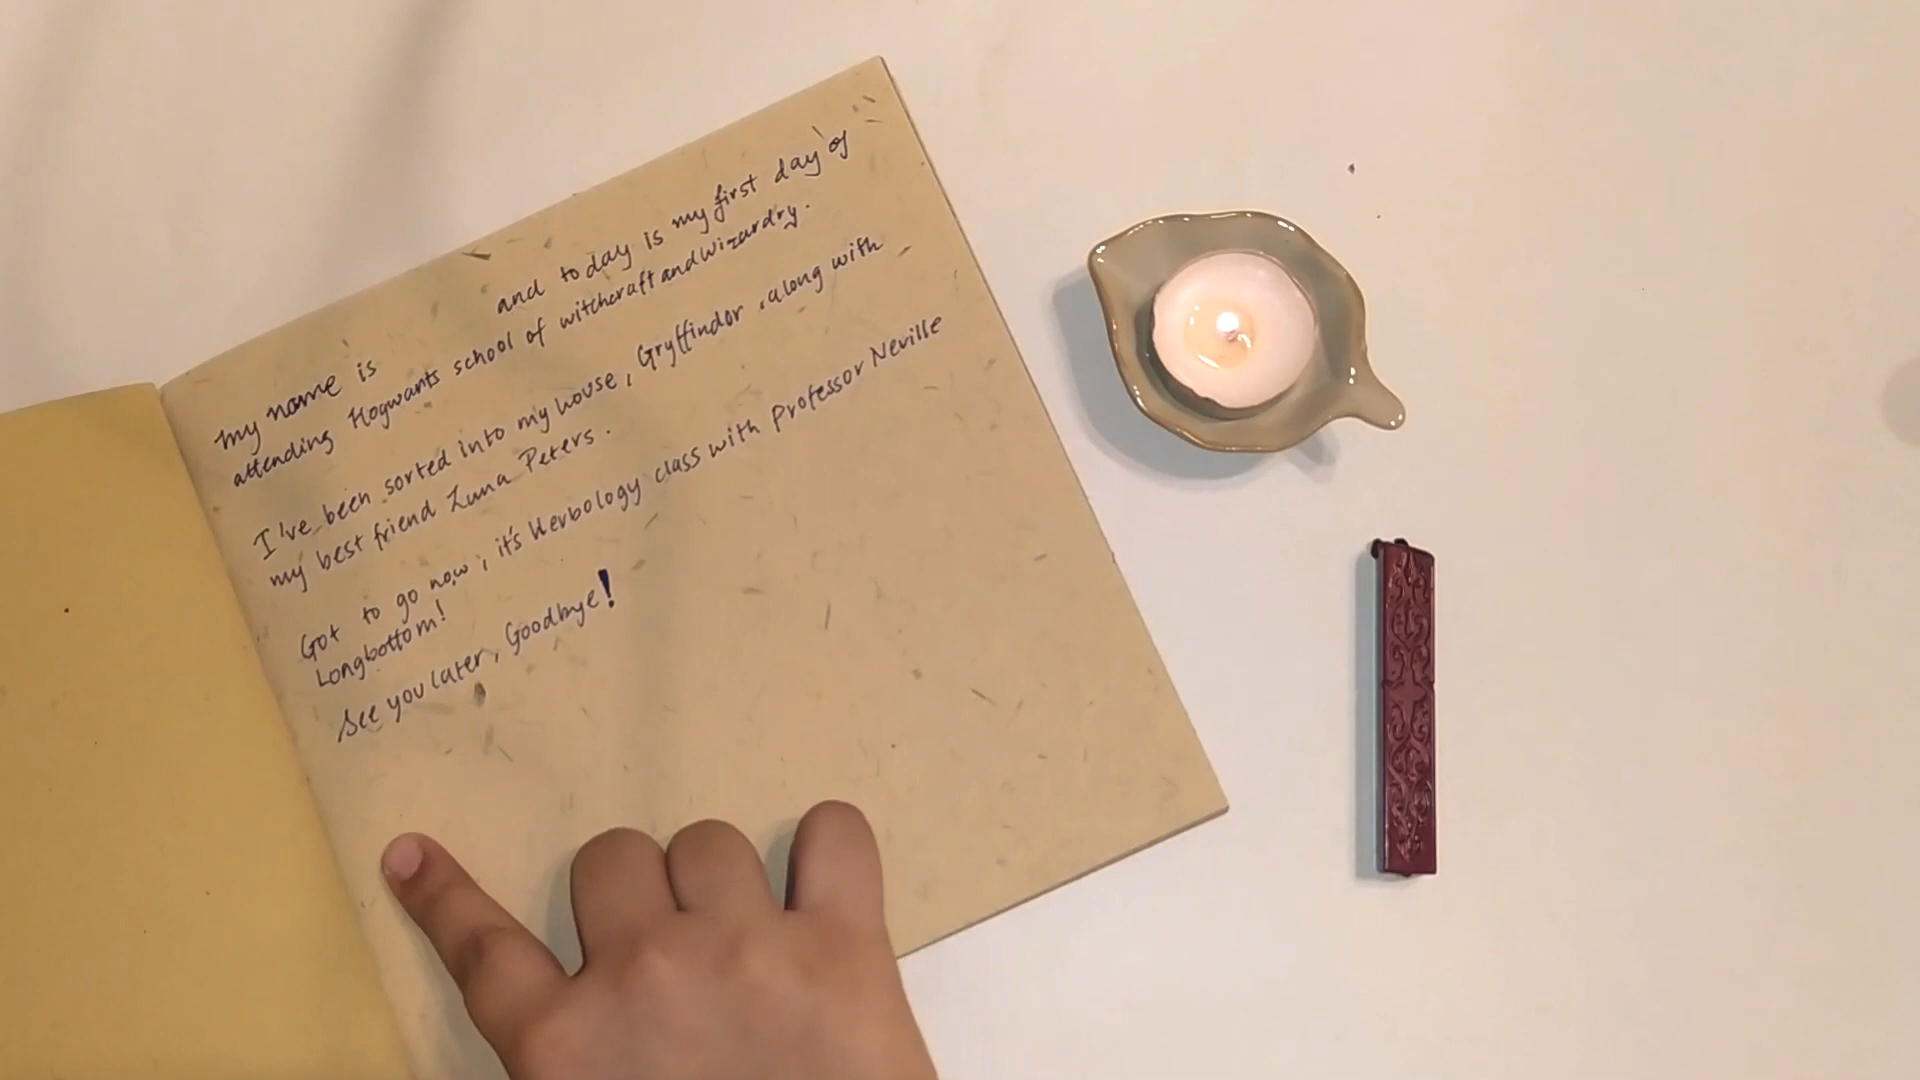 my name is and today is my first day of
attending Hogwarts school of witchcraft and wizardry.
I've been sorted into my house, Gryffindor, along with
my best friend Luna Peters.
Got to go now, it's Herbology class with Professor Neville
Longbottom!
See you later, Goodbye!